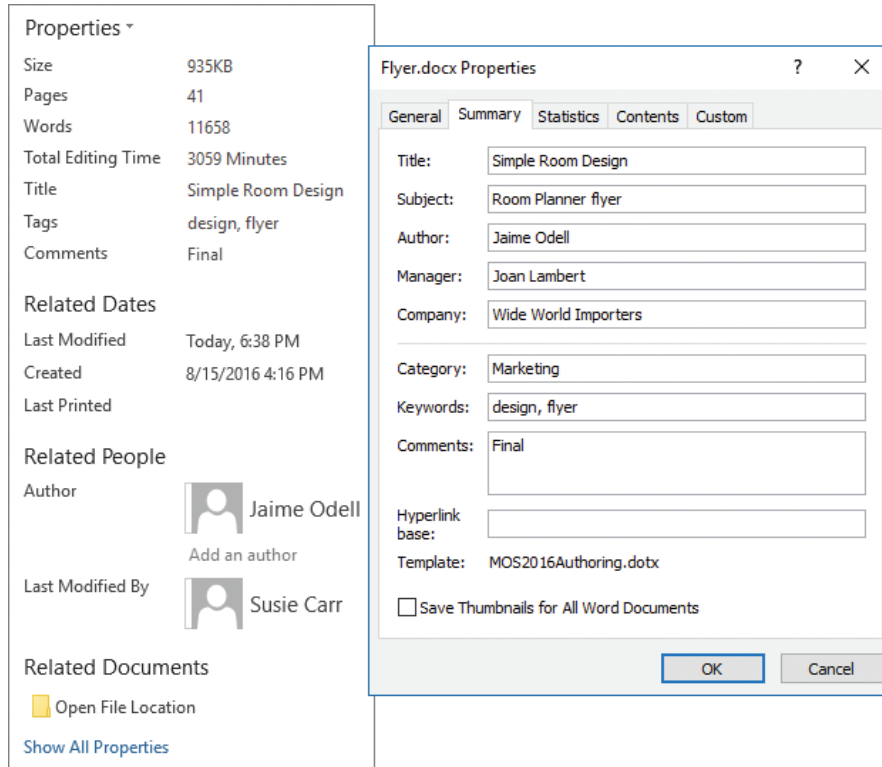 Properties
Size 935KB
Pages 41
Words 11658
Total Editing Time 3059 Minutes
Title Simple Room Design
Tags design, flyer
Comments Final
Related Dates
Last Modified Today, 6:38 PM
Created 8/15/2016 4:16 PM
Last Printed
Related People
Author Jaime Odell
Add an author
Last Modified By Susie Carr
Related Documents
Open File Location
Show All Properties
Flyer.docx Properties ?
General Summary Statistics Contents Custom
Title: Simple Room Design
Subject: Room Planner flyer
Author: Jaime Odell
Manager: Joan Lambert
Company: Wide World Importers
Category: Marketing
Keywords: design, flyer
Comments: Final
Hyperlink
base:
Template: MOS2016Authoring.dotx
Save Thumbnails for All Word Documents
OK Cancel